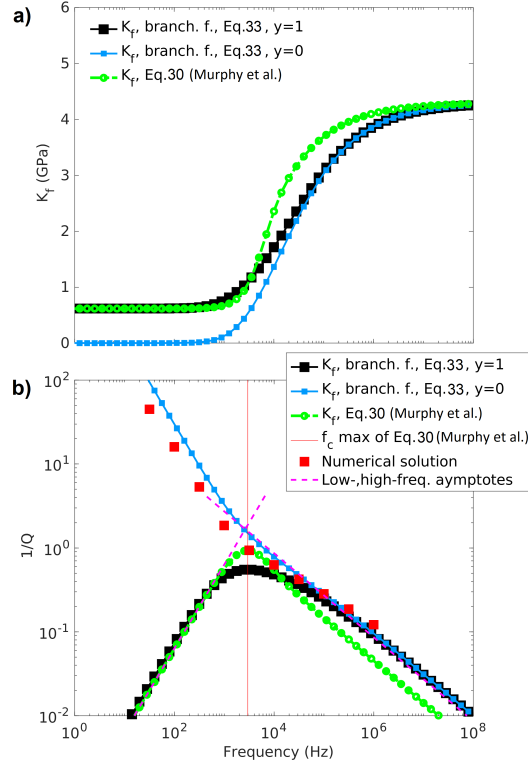 a)
6
5
4
3
2
1
0
K_f (GPa)
K_f, branch. f., Eq.33 , y=1
K_f, branch. f., Eq.33 , y=0
K_f, Eq.30 (Murphy et al.)
b)
K_f, branch. f., Eq.33, y=1
K_f, branch. f., Eq.33, y=0
K_f, Eq.30 (Murphy et al.)
f_c max of Eq.30 (Murphy et al.)
Numerical solution
Low-,high-freq. aymptotes
10^2
10^1
10^0
10^-1
10^-2
1/Q
10^0 10^2 10^4 10^6 10^8
Frequency (Hz)